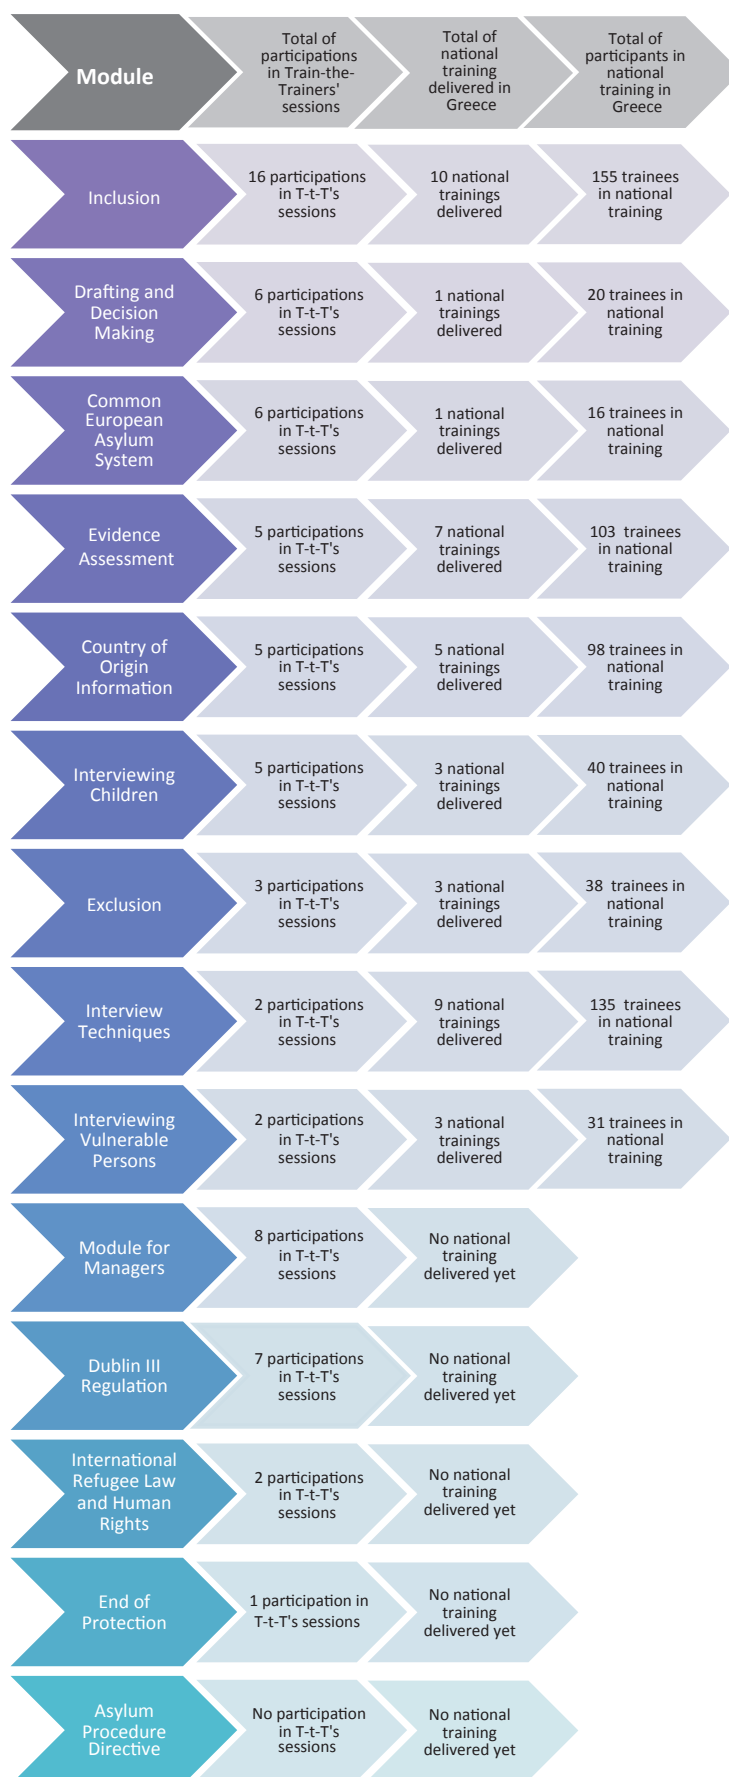 Module
Total of
participations
in Train-the-
Trainers'
sessions
Total of
national
training
delivered in
Greece
Total of
participants in
national
training in
Greece
Inclusion
16 participations
in T-t-T's
sessions
10 national
trainings
delivered
155 trainees
in national
training
Drafting and
Decision
Making
6 participations
in T-t-T's
sessions
1 national
trainings
delivered
20 trainees in
national
training
Common
European
Asylum
System
6 participations
in T-t-T's
sessions
1 national
trainings
delivered
16 trainees in
national
training
Evidence
Assessment
5 participations
in T-t-T's
sessions
7 national
trainings
delivered
103 trainees
in national
training
Country of
Origin
Information
5 participations
in T-t-T's
sessions
5 national
trainings
delivered
98 trainees in
national
training
Interviewing
Children
5 participations
in T-t-T's
sessions
3 national
trainings
delivered
40 trainees in
national
training
Exclusion
3 participations
in T-t-T's
sessions
3 national
trainings
delivered
38 trainees in
national
training
Interview
Techniques
2 participations
in T-t-T's
sessions
9 national
trainings
delivered
135 trainees
in national
training
Interviewing
Vulnerable
Persons
2 participations
in T-t-T's
sessions
3 national
trainings
delivered
31 trainees in
national
training
Module for
Managers
8 participations
in T-t-T's
sessions
No national
training
delivered yet
Dublin III
Regulation
7 participations
in T-t-T's
sessions
No national
training
delivered yet
International
Refugee Law
and Human
Rights
2 participations
in T-t-T's
sessions
No national
training
delivered yet
End of
Protection
1 participation in
T-t-T's sessions
No national
training
delivered yet
Asylum
Procedure
Directive
No participation
in T-t-T's
sessions
No national
training
delivered yet